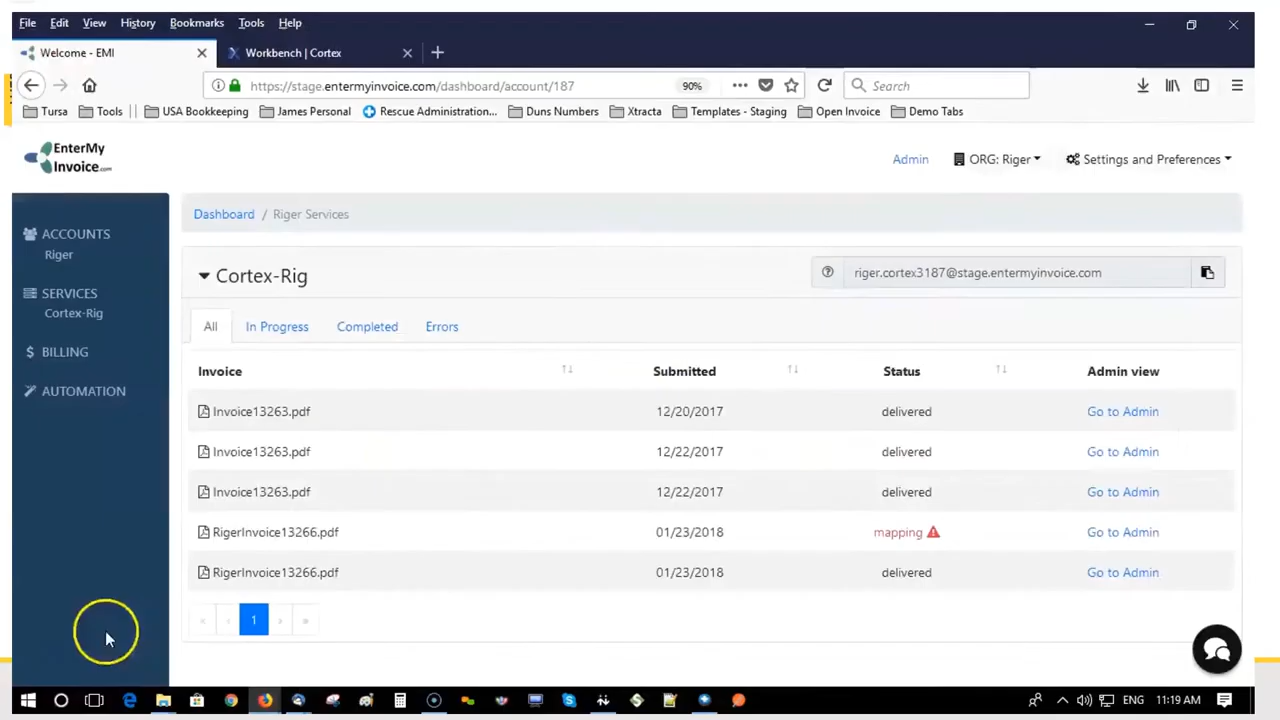 File Edit View History Bookmarks Tools Help
Welcome - EMI Workbench | Cortex
https://stage.entermyinvoice.com/dashboard/account/187 90% Search
Tursa Tools USA Bookkeeping James Personal Rescue Administration... Duns Numbers Xtracta Templates - Staging Open Invoice Demo Tabs
EnterMy
Invoice.com
Admin ORG: Riger Settings and Preferences
ACCOUNTS
Riger
SERVICES
Cortex-Rig
$ BILLING
AUTOMATION
Dashboard / Riger Services
Cortex-Rig riger.cortex3187@stage.entermyinvoice.com
All In Progress Completed Errors
Invoice Submitted Status Admin view
Invoice13263.pdf 12/20/2017 delivered Go to Admin
Invoice13263.pdf 12/22/2017 delivered Go to Admin
Invoice13263.pdf 12/22/2017 delivered Go to Admin
RigerInvoice13266.pdf 01/23/2018 mapping Go to Admin
RigerInvoice13266.pdf 01/23/2018 delivered Go to Admin
« ‹ 1 › »
ENG 11:19 AM